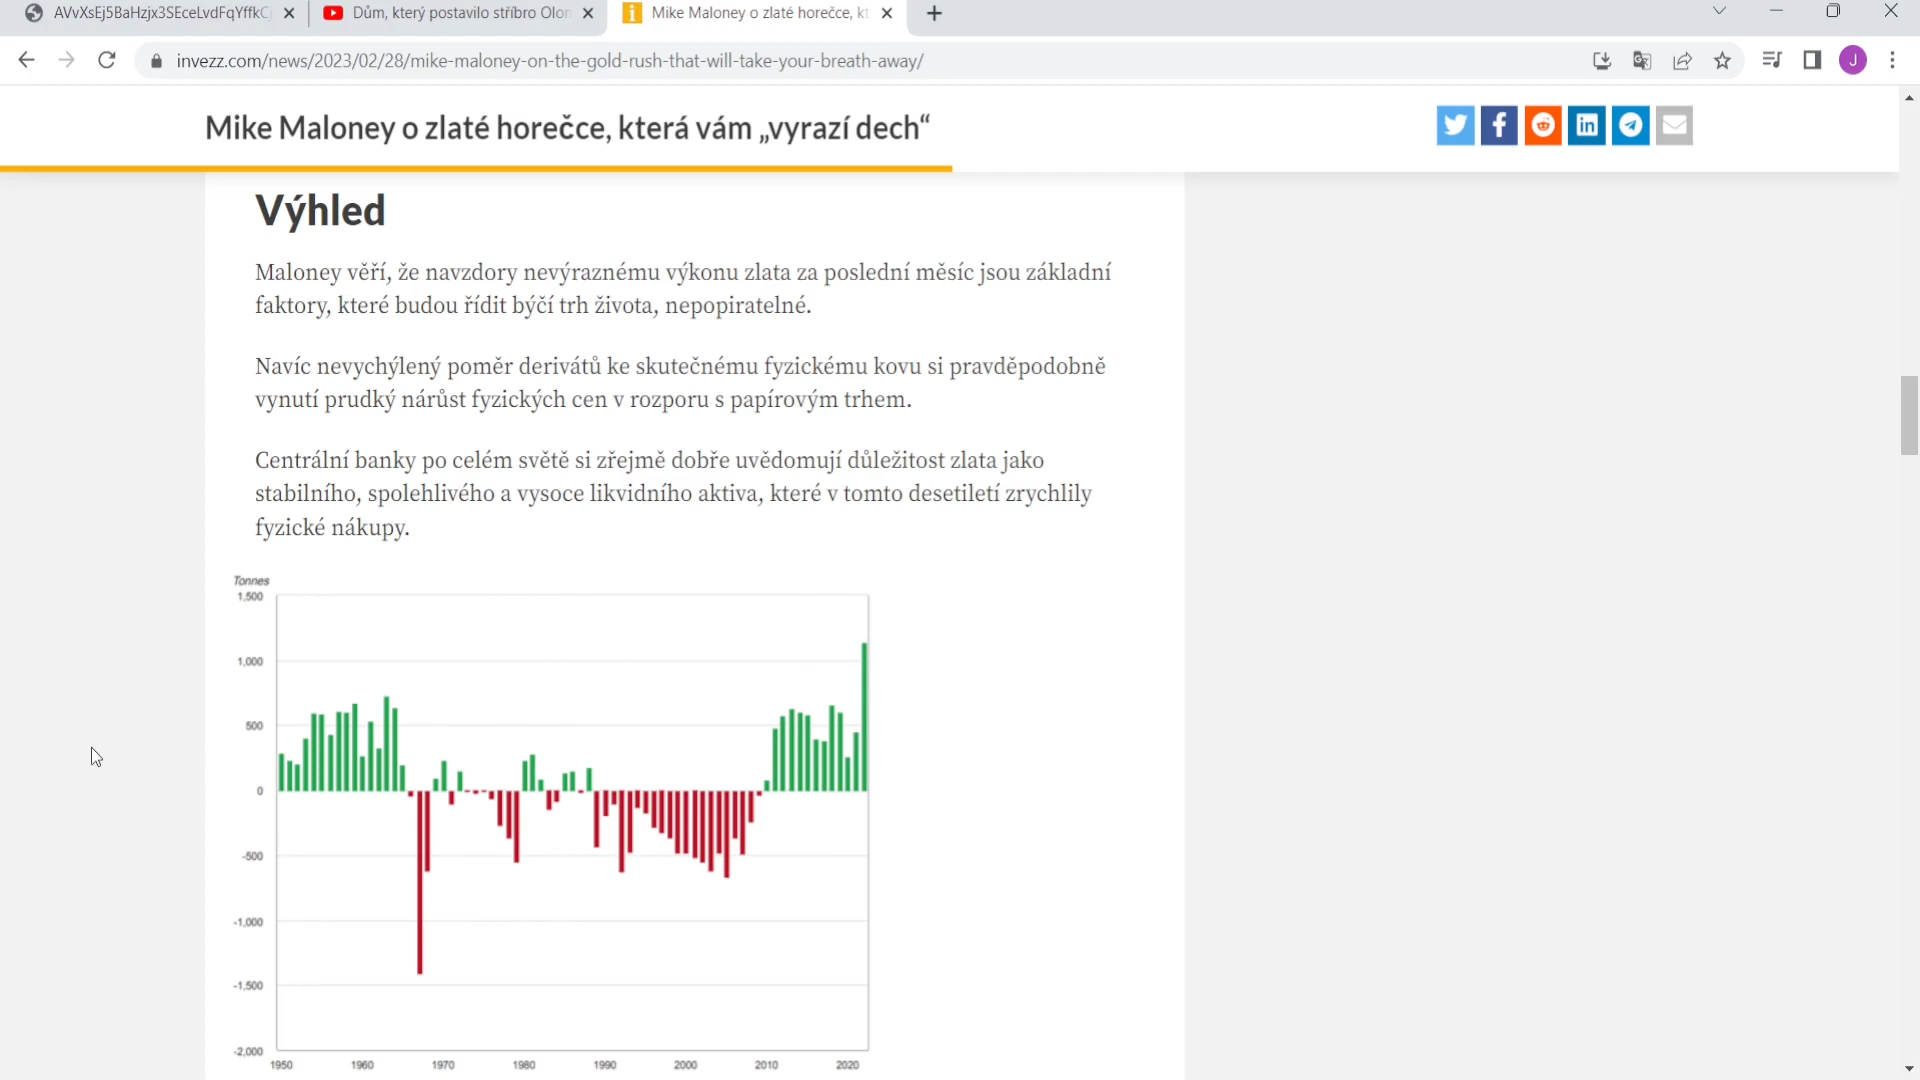 AVvXsEj5BaHzjx3SEceLvdFqYffkC
Dům, který postavilo stříbro Olon
Mike Maloney o zlaté horečce, kt
invezz.com/news/2023/02/28/mike-maloney-on-the-gold-rush-that-will-take-your-breath-away/
J
Mike Maloney o zlaté horečce, která vám „vyrazí dech“
Výhled
Maloney věří, že navzdory nevýraznému výkonu zlata za poslední měsíc jsou základní
faktory, které budou řídit býčí trh života, nepopiratelné.
Navíc nevychýlený poměr derivátů ke skutečnému fyzickému kovu si pravděpodobně
vynutí prudký nárůst fyzických cen v rozporu s papírovým trhem.
Centrální banky po celém světě si zřejmě dobře uvědomují důležitost zlata jako
stabilního, spolehlivého a vysoce likvidního aktiva, které v tomto desetiletí zrychlily
fyzické nákupy.
Tonnes
1,500
1,000
500
0
-500
-1,000
-1,500
-2,000
1950 1960 1970 1980 1990 2000 2010 2020